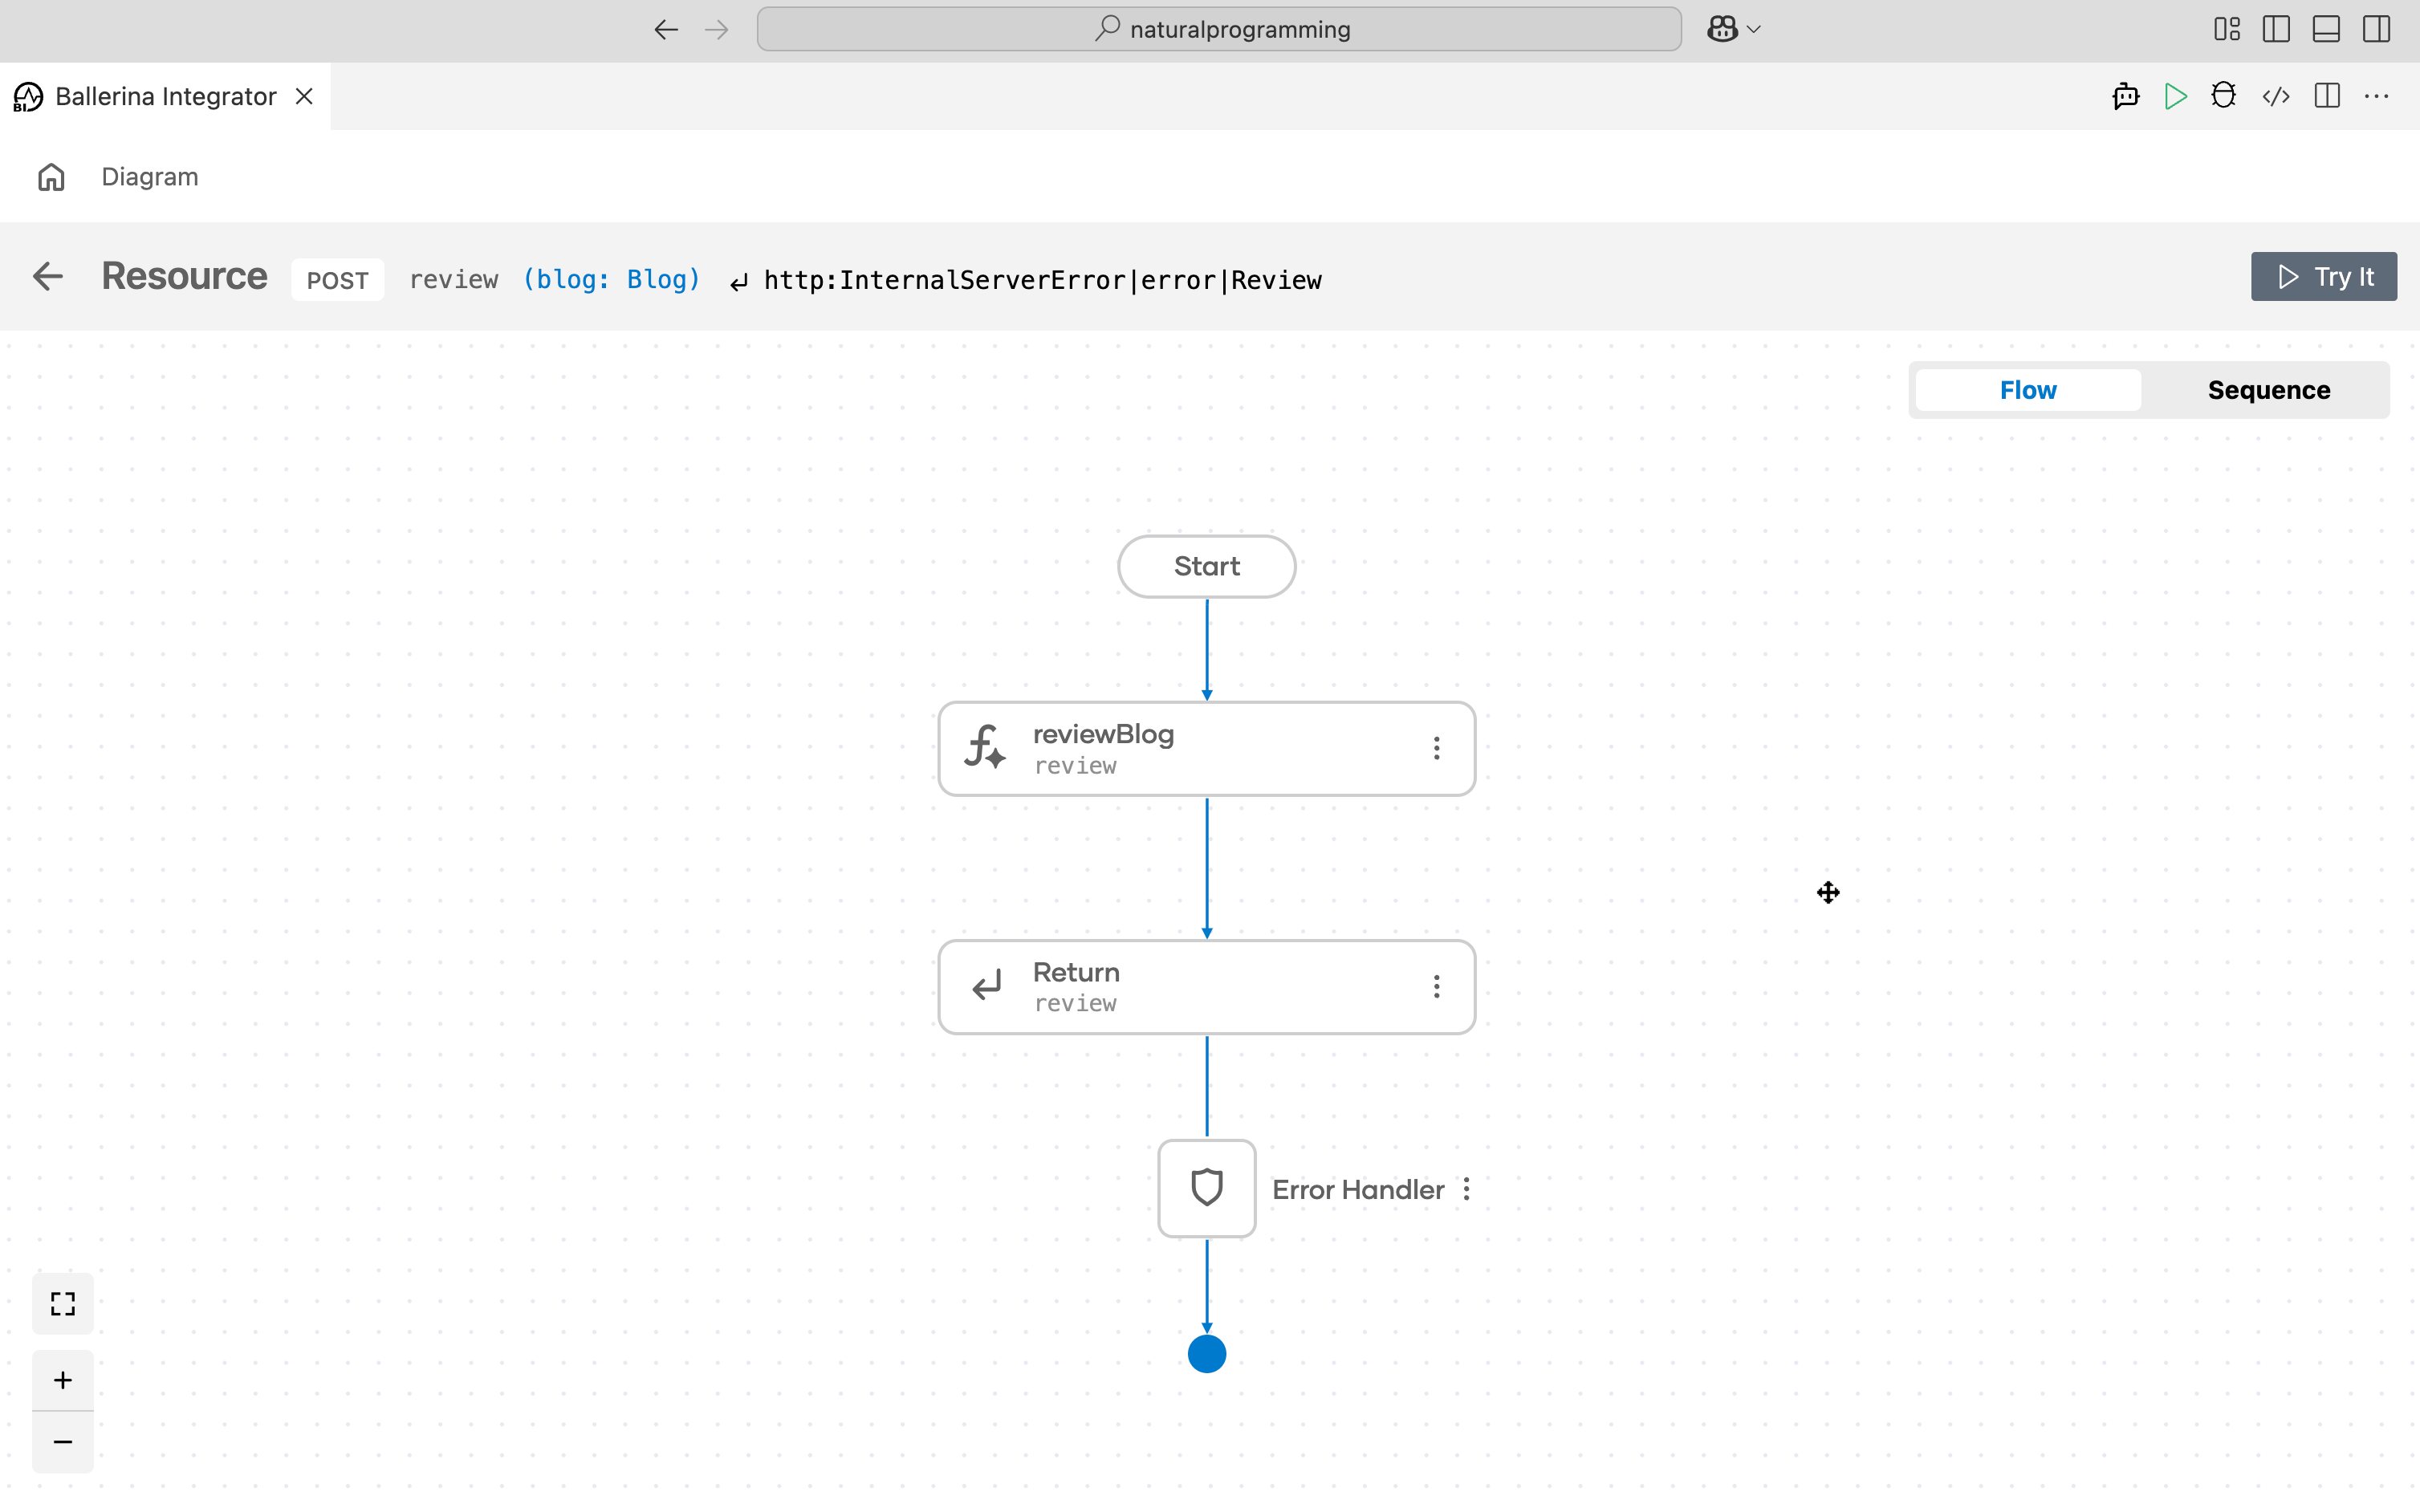 naturalprogramming
BI Ballerina Integrator
Diagram
Resource POST review (blog: Blog) http:InternalServerError|error|Review
Try It
Flow Sequence
Start
reviewBlog
review
Return
review
Error Handler